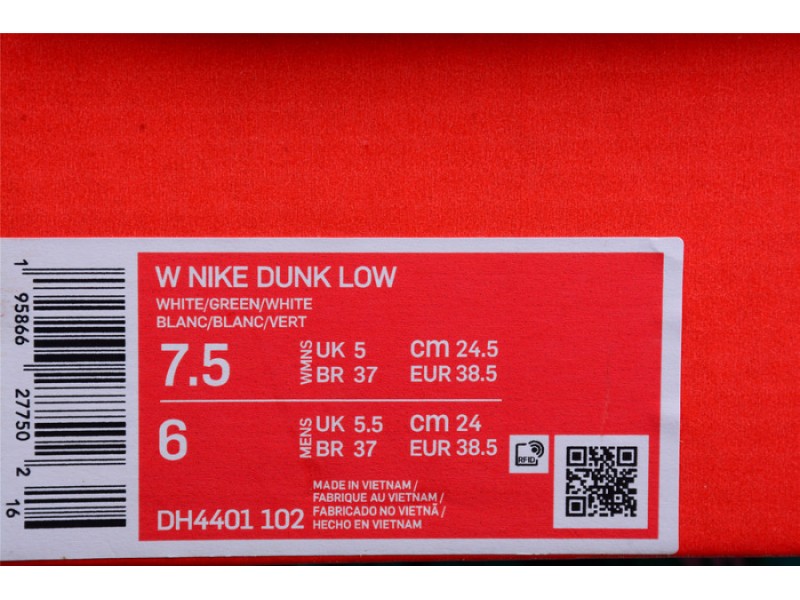 W NIKE DUNK LOW
WHITE/GREEN/WHITE
BLANC/BLANC/VERT
7.5 WMNS UK 5 cm 24.5
BR 37 EUR 38.5
6 MENS UK 5.5 cm 24
BR 37 EUR 38.5
RFID
MADE IN VIETNAM /
FABRIQUE AU VIETNAM /
FABRICADO NO VIETNÃ /
HECHO EN VIETNAM
DH4401 102
1 95866 27750 2 16